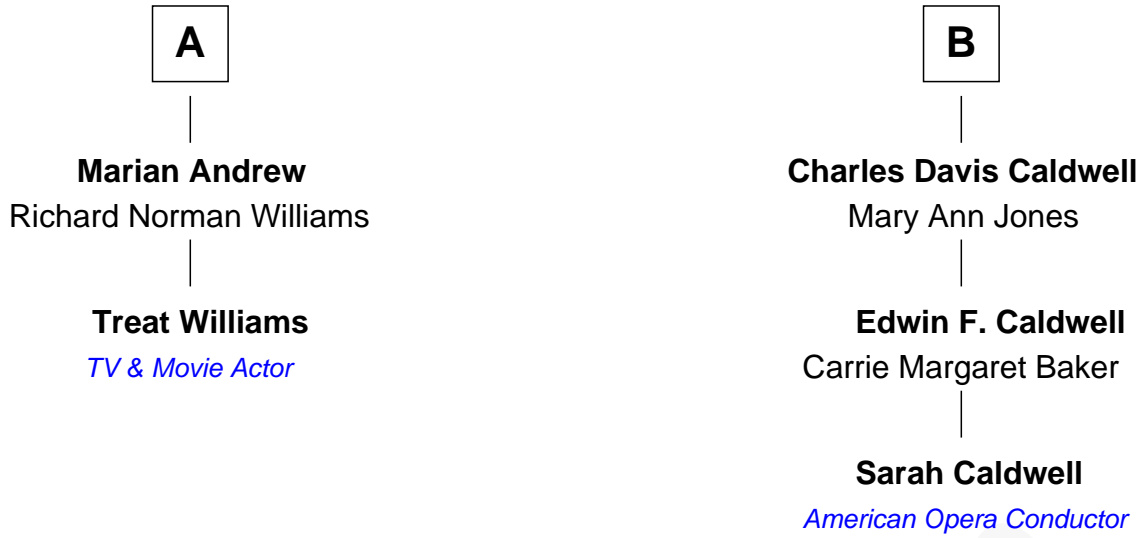 A
Marian Andrew
Richard Norman Williams
Treat Williams
TV & Movie Actor
B
Charles Davis Caldwell
Mary Ann Jones
Edwin F. Caldwell
Carrie Margaret Baker
Sarah Caldwell
American Opera Conductor